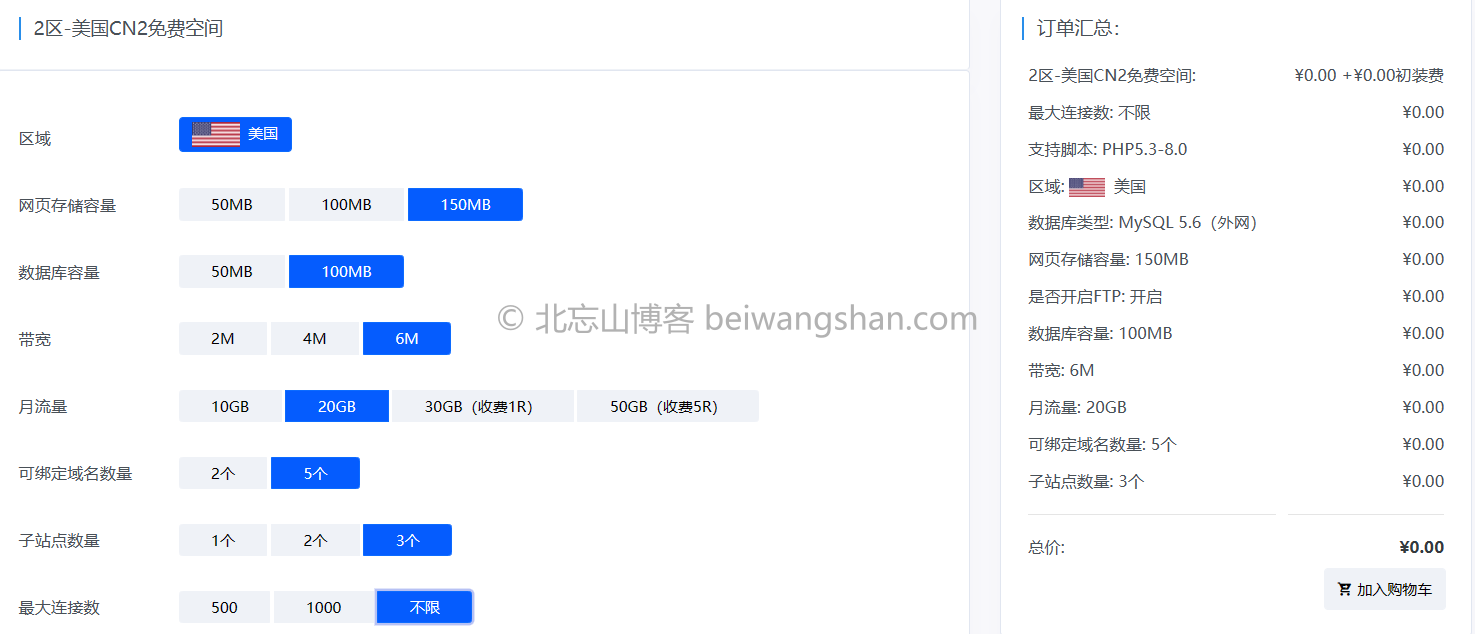 2区-美国CN2免费空间
区域 美国
网页存储容量 50MB 100MB 150MB
数据库容量 50MB 100MB
带宽 2M 4M 6M
月流量 10GB 20GB 30GB（收费1R） 50GB（收费5R）
可绑定域名数量 2个 5个
子站点数量 1个 2个 3个
最大连接数 500 1000 不限
© 北忘山博客 beiwangshan.com
订单汇总：
2区-美国CN2免费空间: ¥0.00 +¥0.00初装费
最大连接数: 不限 ¥0.00
支持脚本: PHP5.3-8.0 ¥0.00
区域: 美国 ¥0.00
数据库类型: MySQL 5.6（外网） ¥0.00
网页存储容量: 150MB ¥0.00
是否开启FTP: 开启 ¥0.00
数据库容量: 100MB ¥0.00
带宽: 6M ¥0.00
月流量: 20GB ¥0.00
可绑定域名数量: 5个 ¥0.00
子站点数量: 3个 ¥0.00
总价: ¥0.00
加入购物车